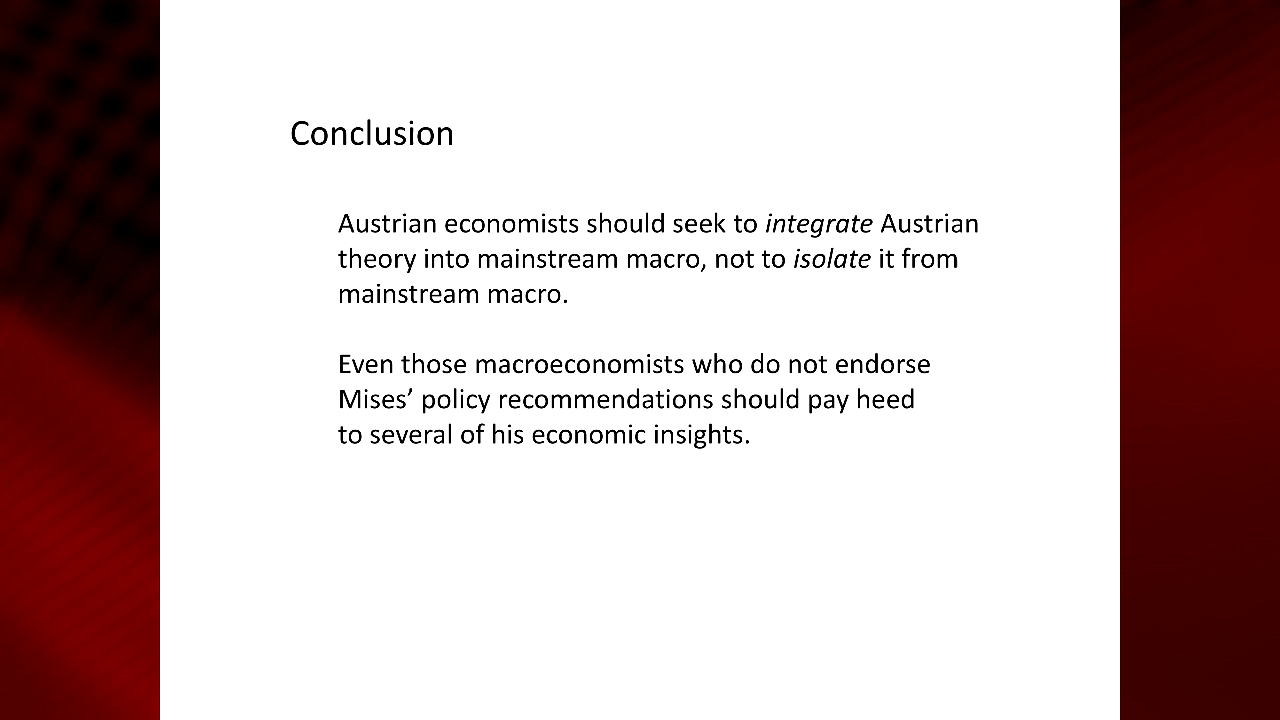 Conclusion
Austrian economists should seek to integrate Austrian
theory into mainstream macro, not to isolate it from
mainstream macro.
Even those macroeconomists who do not endorse
Mises’ policy recommendations should pay heed
to several of his economic insights.